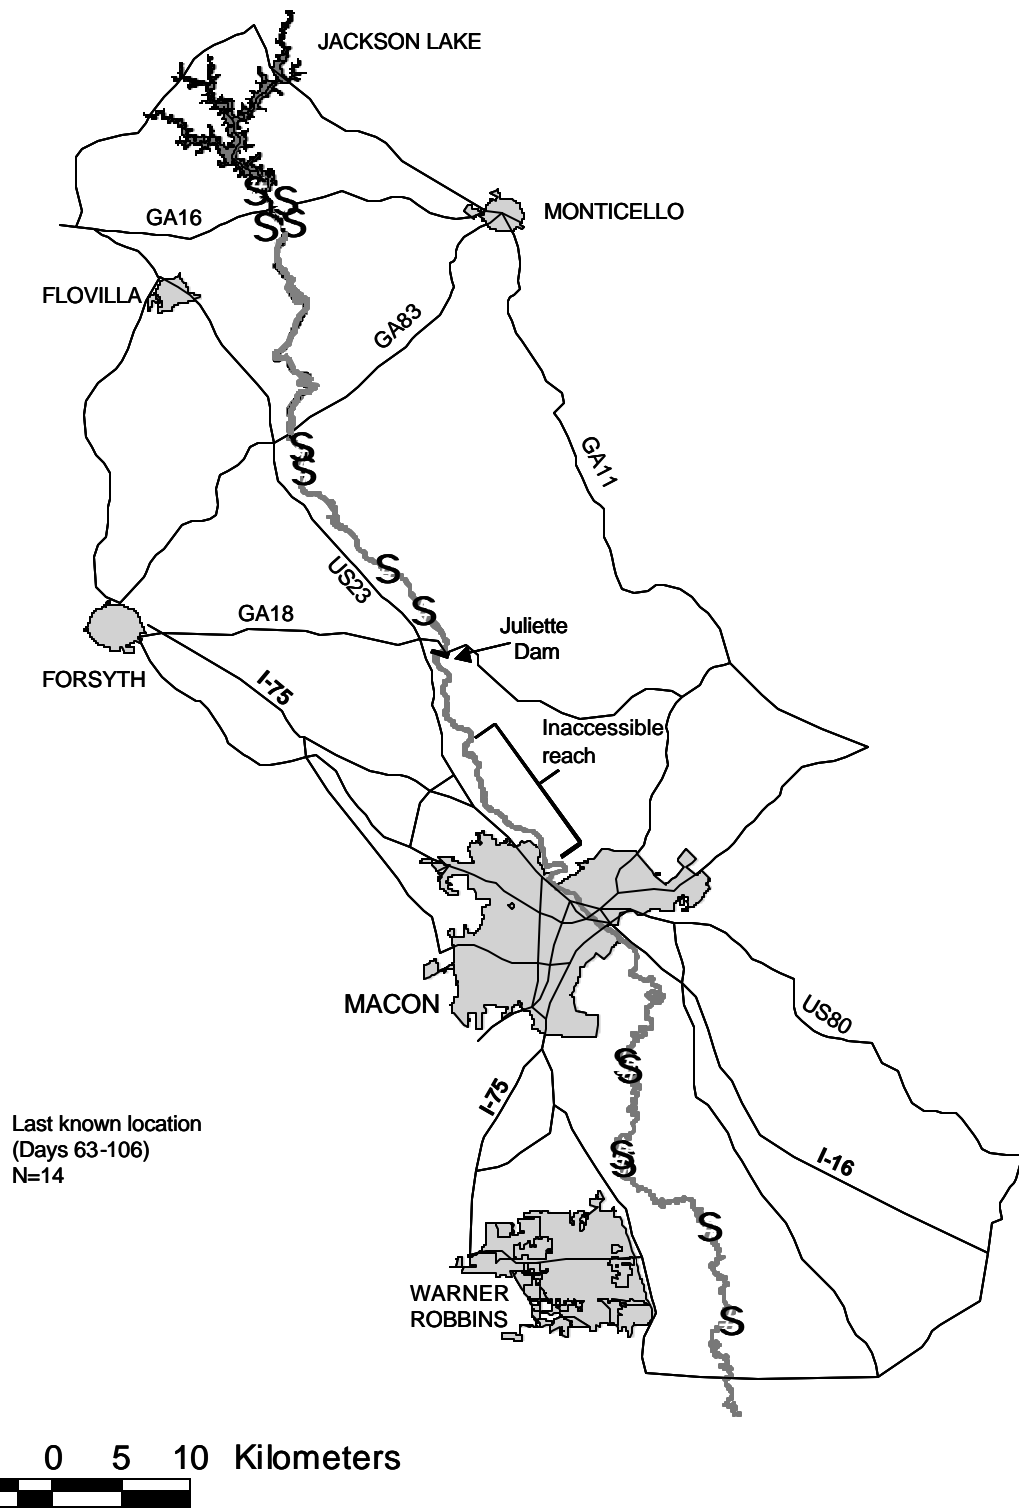 JACKSON LAKE
S S
S S
GA16
MONTICELLO
FLOVILLA
GA83
S
S
GA11
S
US23
S
GA18
Juliette
Dam
FORSYTH
I-75
Inaccessible
reach
MACON
US80
S
I-75
Last known location
(Days 63-106)
N=14
S
I-16
S
WARNER
ROBBINS
S
0 5 10 Kilometers